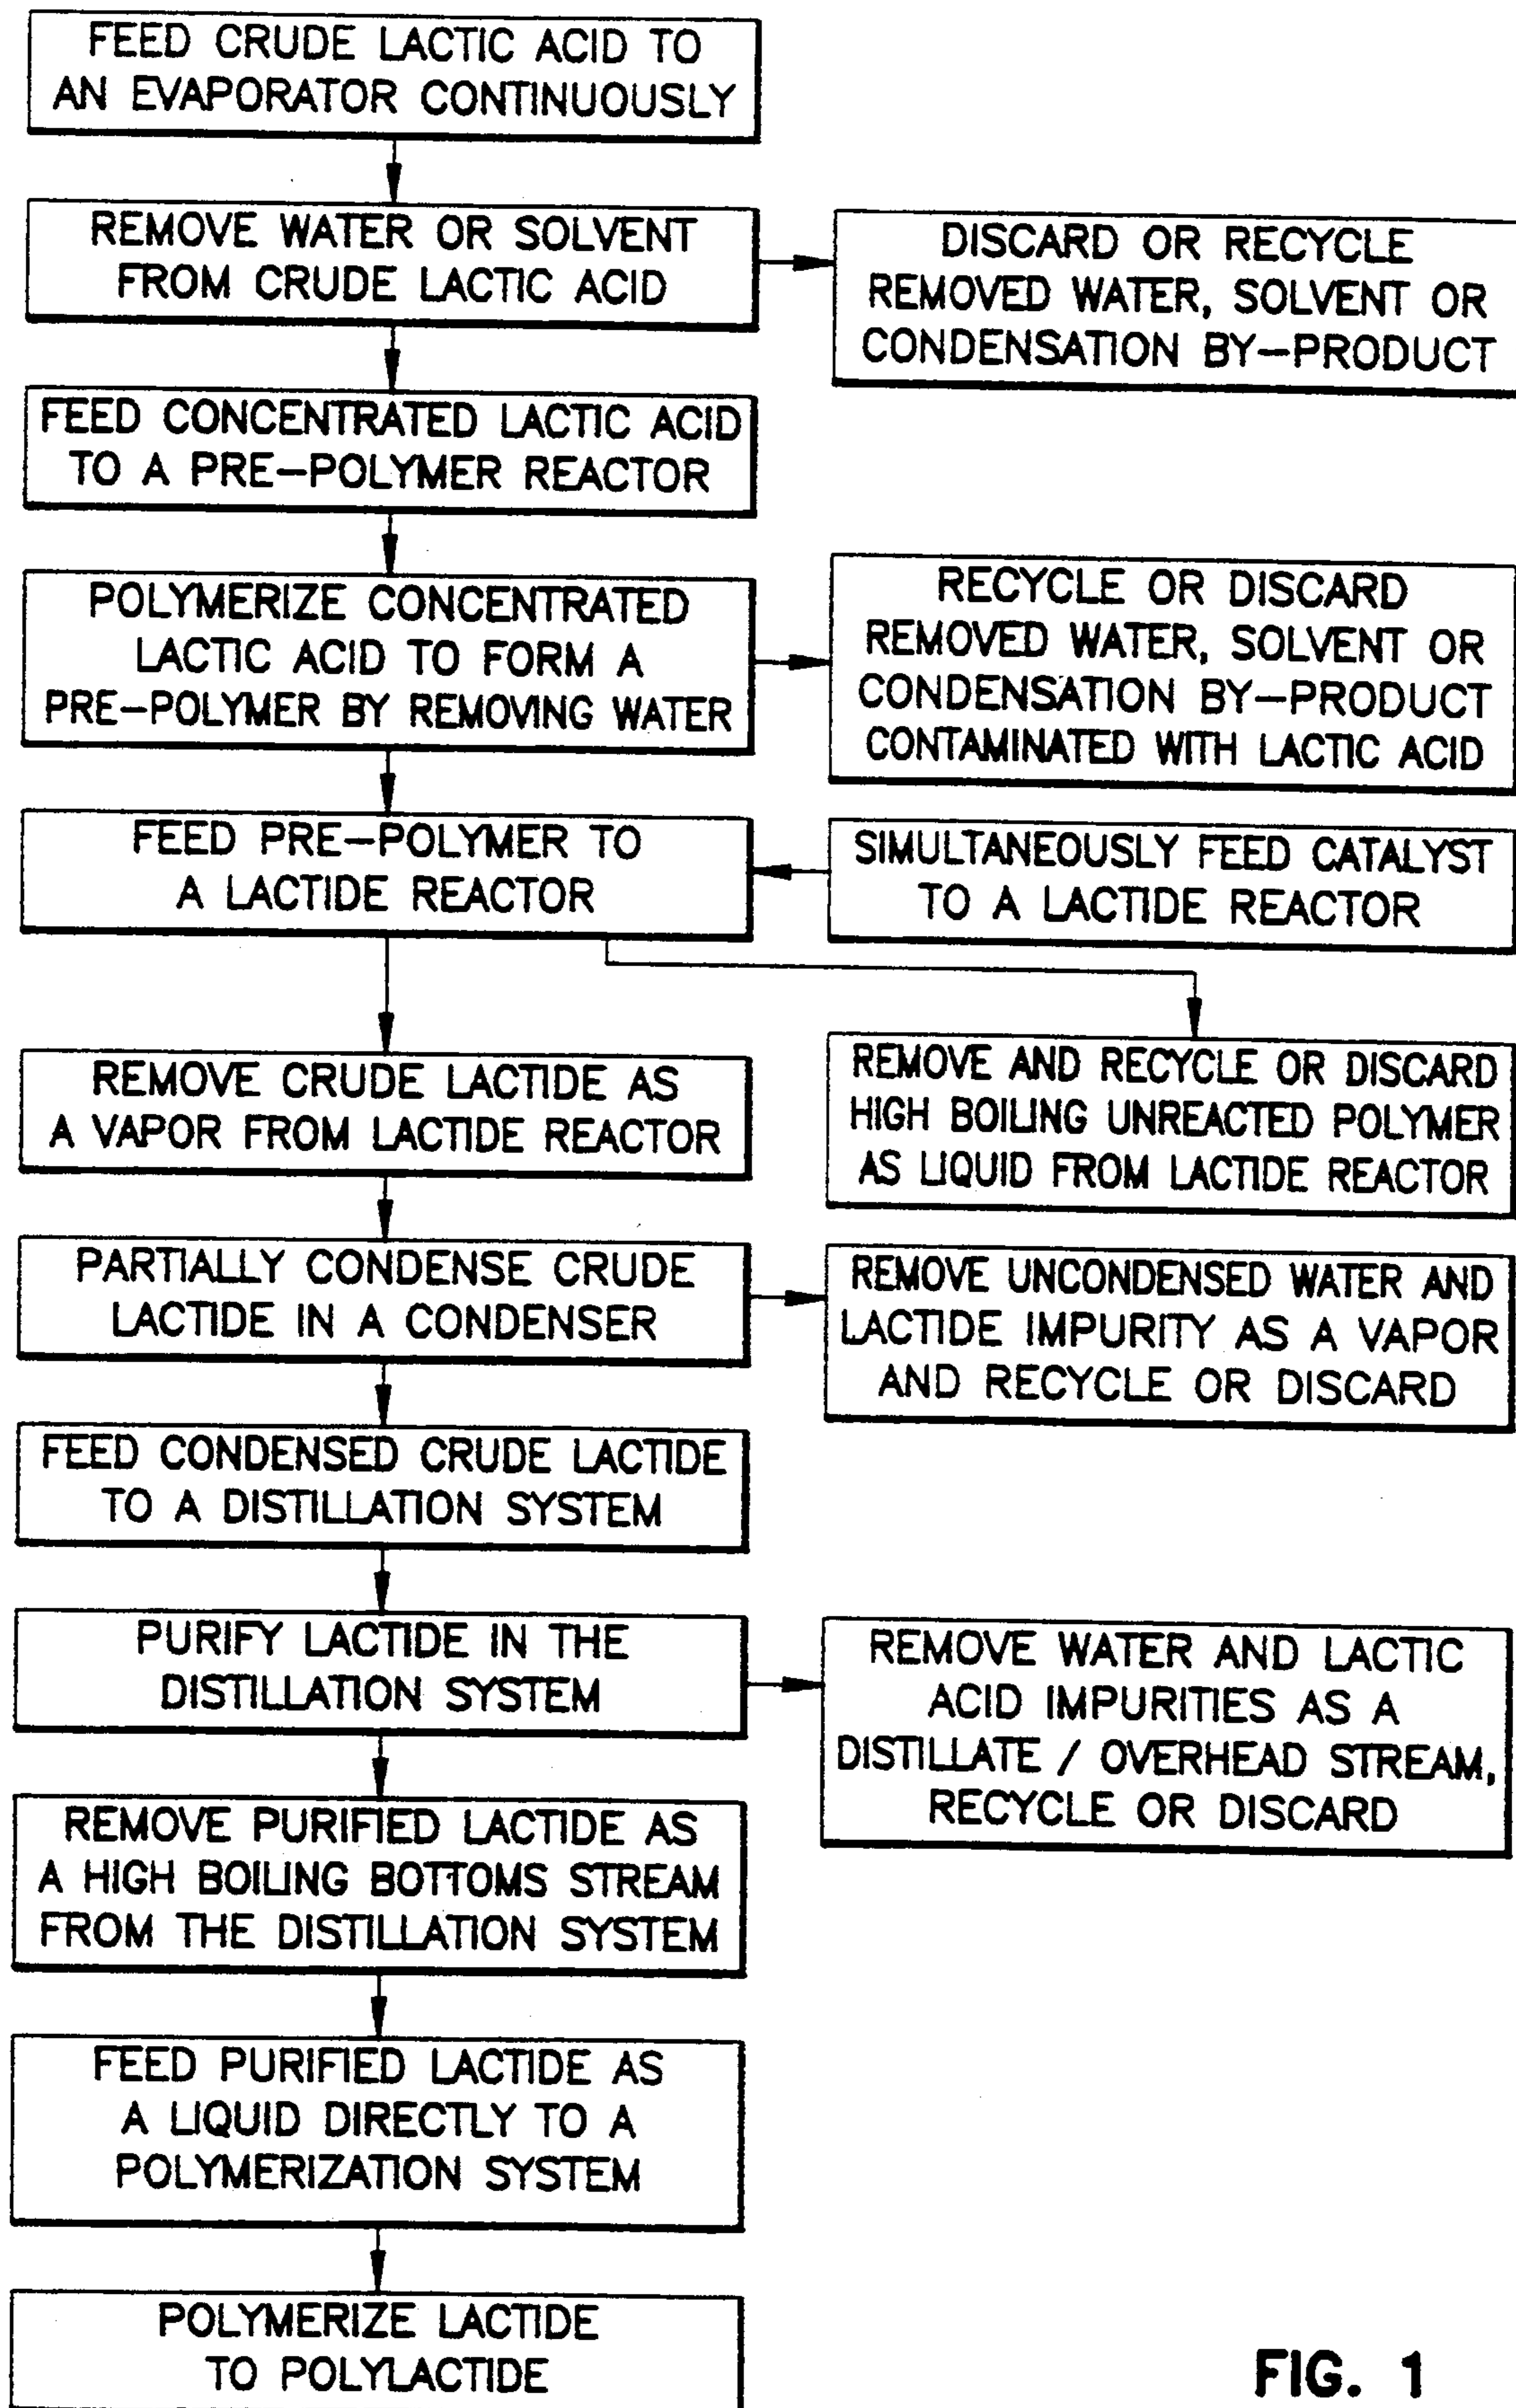 FEED CRUDE LACTIC ACID TO
AN EVAPORATOR CONTINUOUSLY
REMOVE WATER OR SOLVENT
FROM CRUDE LACTIC ACID
DISCARD OR RECYCLE
REMOVED WATER, SOLVENT OR
CONDENSATION BY-PRODUCT
FEED CONCENTRATED LACTIC ACID
TO A PRE-POLYMER REACTOR
POLYMERIZE CONCENTRATED
LACTIC ACID TO FORM A
PRE-POLYMER BY REMOVING WATER
RECYCLE OR DISCARD
REMOVED WATER, SOLVENT OR
CONDENSATION BY-PRODUCT
CONTAMINATED WITH LACTIC ACID
FEED PRE-POLYMER TO
A LACTIDE REACTOR
SIMULTANEOUSLY FEED CATALYST
TO A LACTIDE REACTOR
REMOVE CRUDE LACTIDE AS
A VAPOR FROM LACTIDE REACTOR
REMOVE AND RECYCLE OR DISCARD
HIGH BOILING UNREACTED POLYMER
AS LIQUID FROM LACTIDE REACTOR
PARTIALLY CONDENSE CRUDE
LACTIDE IN A CONDENSER
REMOVE UNCONDENSED WATER AND
LACTIDE IMPURITY AS A VAPOR
AND RECYCLE OR DISCARD
FEED CONDENSED CRUDE LACTIDE
TO A DISTILLATION SYSTEM
PURIFY LACTIDE IN THE
DISTILLATION SYSTEM
REMOVE WATER AND LACTIC
ACID IMPURITIES AS A
DISTILLATE / OVERHEAD STREAM,
RECYCLE OR DISCARD
REMOVE PURIFIED LACTIDE AS
A HIGH BOILING BOTTOMS STREAM
FROM THE DISTILLATION SYSTEM
FEED PURIFIED LACTIDE AS
A LIQUID DIRECTLY TO A
POLYMERIZATION SYSTEM
POLYMERIZE LACTIDE
TO POLYLACTIDE
FIG. 1